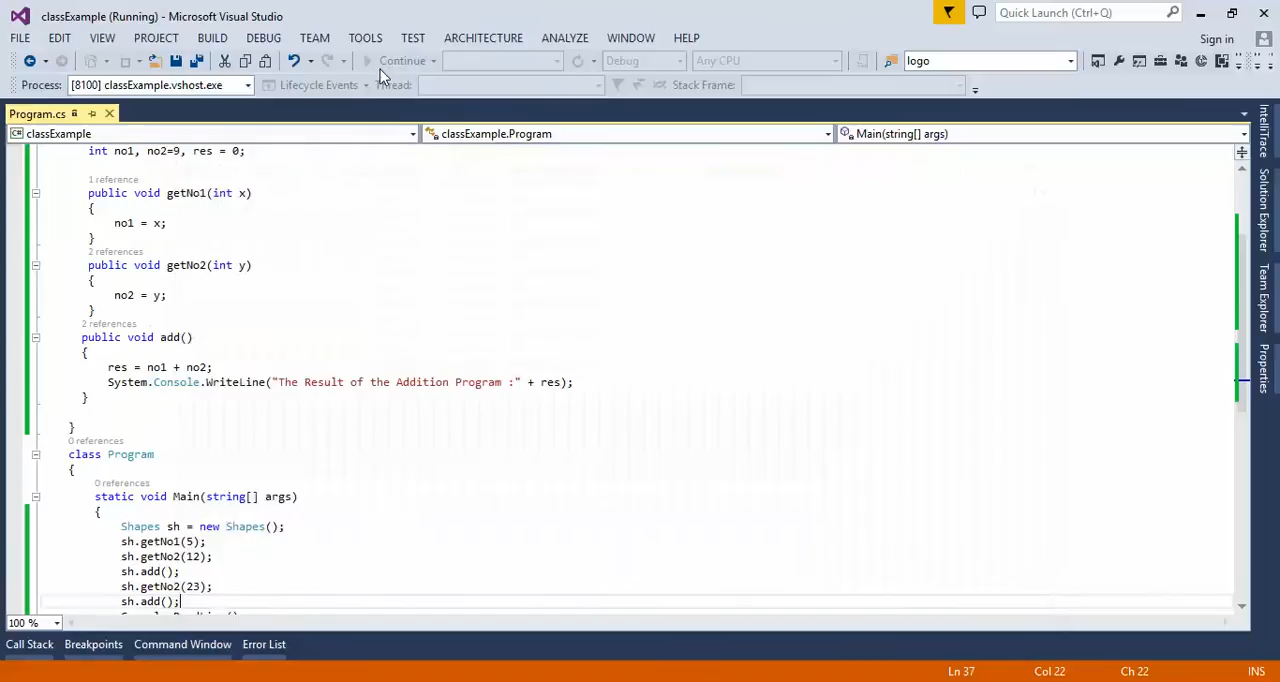 classExample (Running) - Microsoft Visual Studio
Quick Launch (Ctrl+Q)
FILE EDIT VIEW PROJECT BUILD DEBUG TEAM TOOLS TEST ARCHITECTURE ANALYZE WINDOW HELP
Sign in
Continue Debug Any CPU logo
Process: [8100] classExample.vshost.exe Lifecycle Events Thread: Stack Frame:
Program.cs
classExample classExample.Program Main(string[] args)
int no1, no2=9, res = 0;
1 reference
public void getNo1(int x)
{
no1 = x;
}
2 references
public void getNo2(int y)
{
no2 = y;
}
2 references
public void add()
{
res = no1 + no2;
System.Console.WriteLine("The Result of the Addition Program :" + res);
}
}
0 references
class Program
{
0 references
static void Main(string[] args)
{
Shapes sh = new Shapes();
sh.getNo1(5);
sh.getNo2(12);
sh.add();
sh.getNo2(23);
sh.add();
100 %
IntelliTrace
Solution Explorer
Team Explorer
Properties
Call Stack Breakpoints Command Window Error List
Ln 37 Col 22 Ch 22 INS